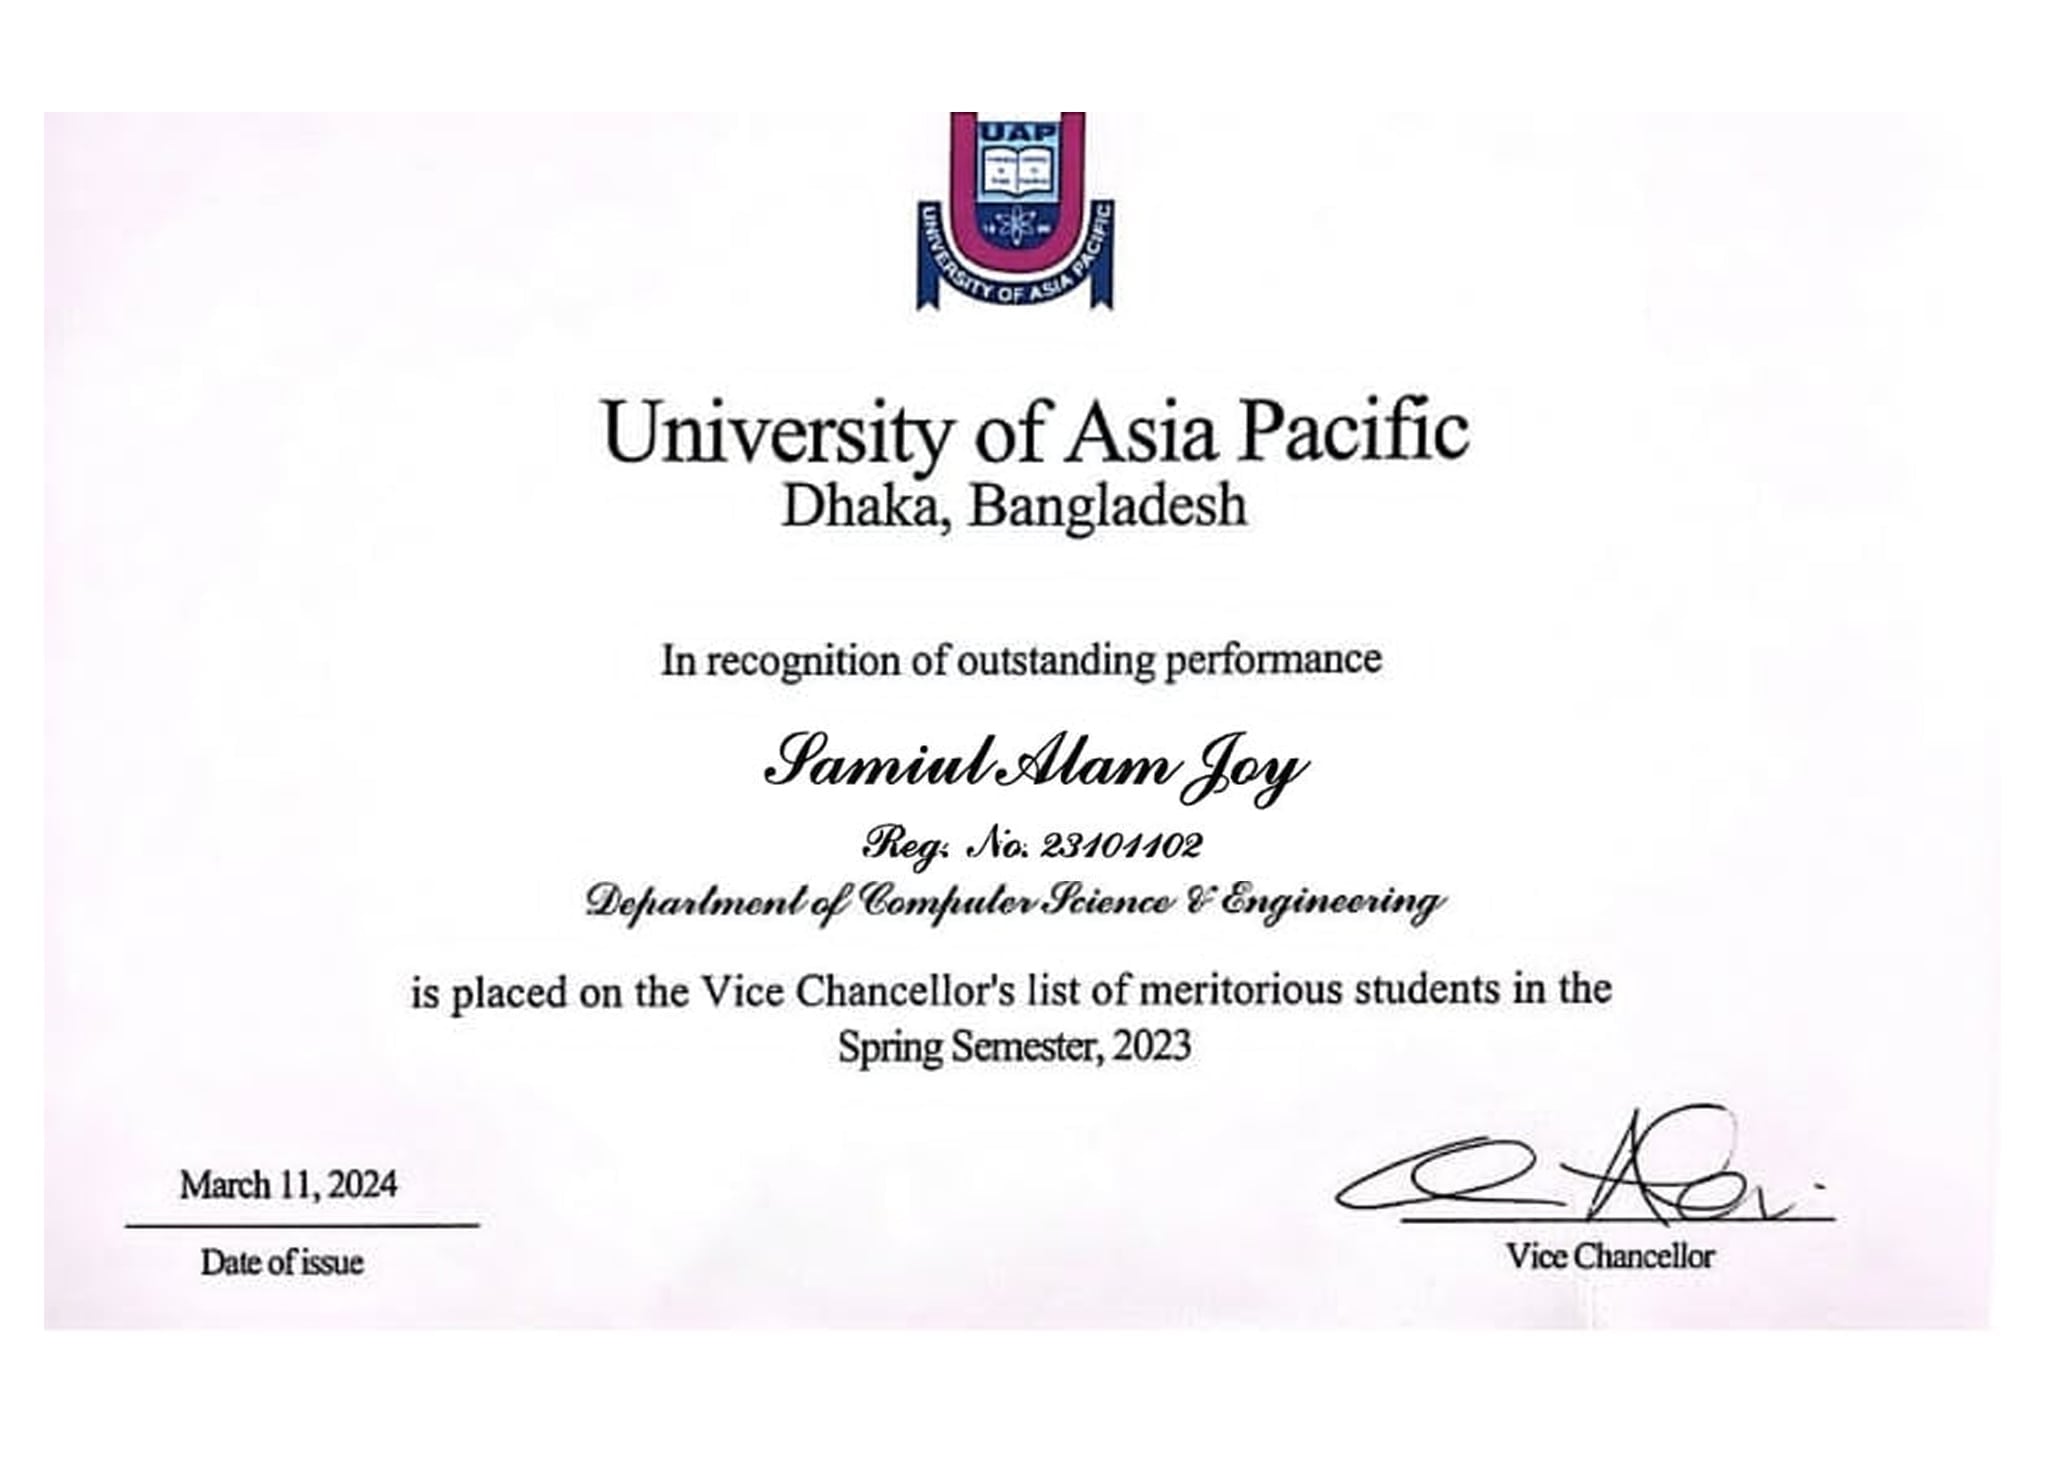 UAP
UNIVERSITY OF ASIA PACIFIC
University of Asia Pacific
Dhaka, Bangladesh
In recognition of outstanding performance
Samiul Alam Joy
Reg. No. 23101102
Department of Computer Science & Engineering
is placed on the Vice Chancellor's list of meritorious students in the
Spring Semester, 2023
March 11, 2024
Date of issue
Vice Chancellor